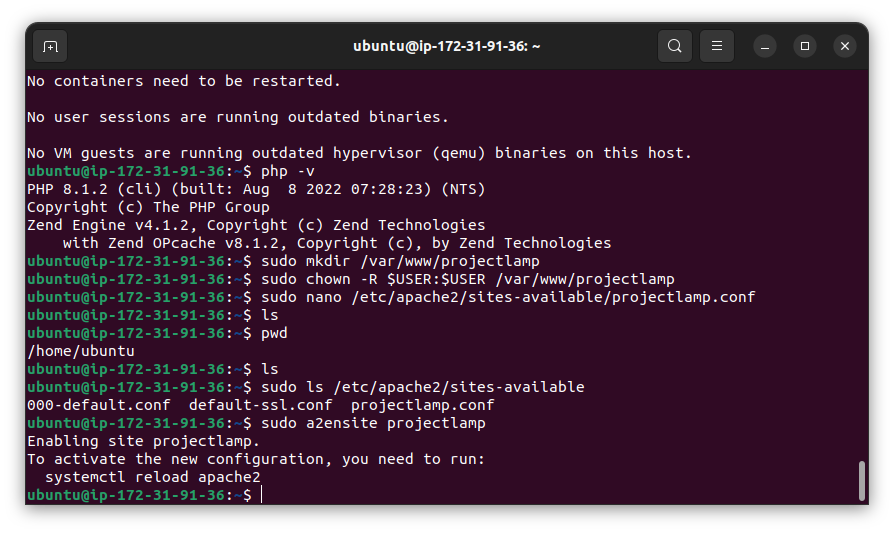 ubuntu@ip-172-31-91-36: ~
No containers need to be restarted.
No user sessions are running outdated binaries.
No VM guests are running outdated hypervisor (qemu) binaries on this host.
ubuntu@ip-172-31-91-36:~$ php -v
PHP 8.1.2 (cli) (built: Aug  8 2022 07:28:23) (NTS)
Copyright (c) The PHP Group
Zend Engine v4.1.2, Copyright (c) Zend Technologies
    with Zend OPcache v8.1.2, Copyright (c), by Zend Technologies
ubuntu@ip-172-31-91-36:~$ sudo mkdir /var/www/projectlamp
ubuntu@ip-172-31-91-36:~$ sudo chown -R $USER:$USER /var/www/projectlamp
ubuntu@ip-172-31-91-36:~$ sudo nano /etc/apache2/sites-available/projectlamp.conf
ubuntu@ip-172-31-91-36:~$ ls
ubuntu@ip-172-31-91-36:~$ pwd
/home/ubuntu
ubuntu@ip-172-31-91-36:~$ ls
ubuntu@ip-172-31-91-36:~$ sudo ls /etc/apache2/sites-available
000-default.conf  default-ssl.conf  projectlamp.conf
ubuntu@ip-172-31-91-36:~$ sudo a2ensite projectlamp
Enabling site projectlamp.
To activate the new configuration, you need to run:
  systemctl reload apache2
ubuntu@ip-172-31-91-36:~$